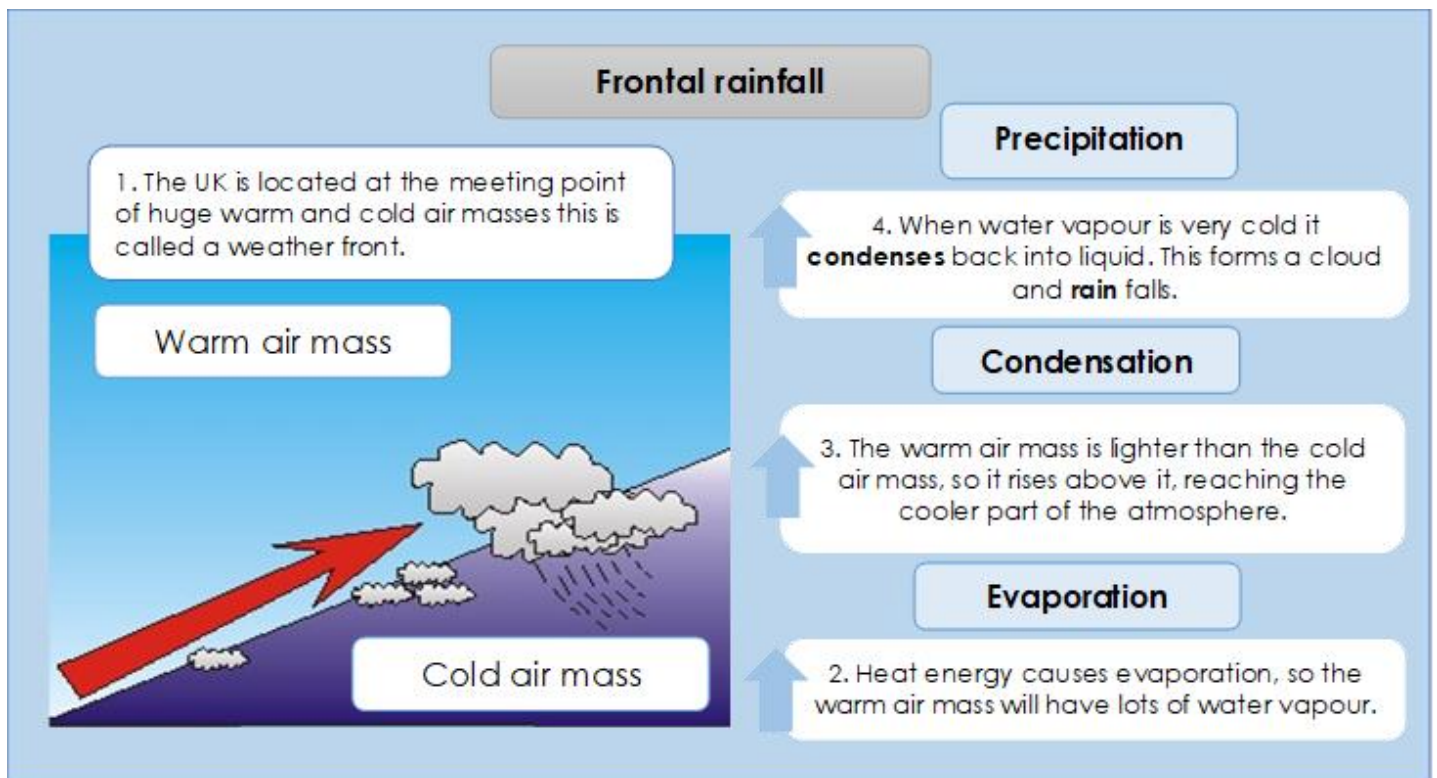 Frontal rainfall
1. The UK is located at the meeting point
of huge warm and cold air masses this is
called a weather front.
Warm air mass
Cold air mass
Precipitation
4. When water vapour is very cold it
condenses back into liquid. This forms a cloud
and rain falls.
Condensation
3. The warm air mass is lighter than the cold
air mass, so it rises above it, reaching the
cooler part of the atmosphere.
Evaporation
2. Heat energy causes evaporation, so the
warm air mass will have lots of water vapour.